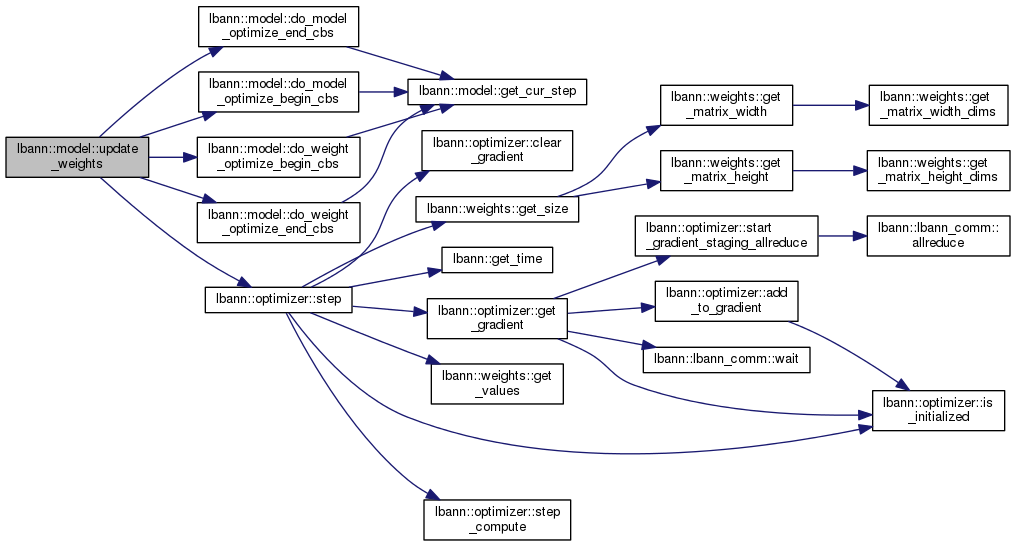 lbann::model::update
_weights
lbann::model::do_model
_optimize_end_cbs
lbann::model::do_model
_optimize_begin_cbs
lbann::model::do_weight
_optimize_begin_cbs
lbann::model::do_weight
_optimize_end_cbs
lbann::optimizer::step
lbann::model::get_cur_step
lbann::optimizer::clear
_gradient
lbann::weights::get_size
lbann::get_time
lbann::optimizer::get
_gradient
lbann::weights::get
_values
lbann::optimizer::step
_compute
lbann::weights::get
_matrix_width
lbann::weights::get
_matrix_height
lbann::optimizer::start
_gradient_staging_allreduce
lbann::optimizer::add
_to_gradient
lbann::lbann_comm::wait
lbann::weights::get
_matrix_width_dims
lbann::weights::get
_matrix_height_dims
lbann::lbann_comm::
allreduce
lbann::optimizer::is
_initialized